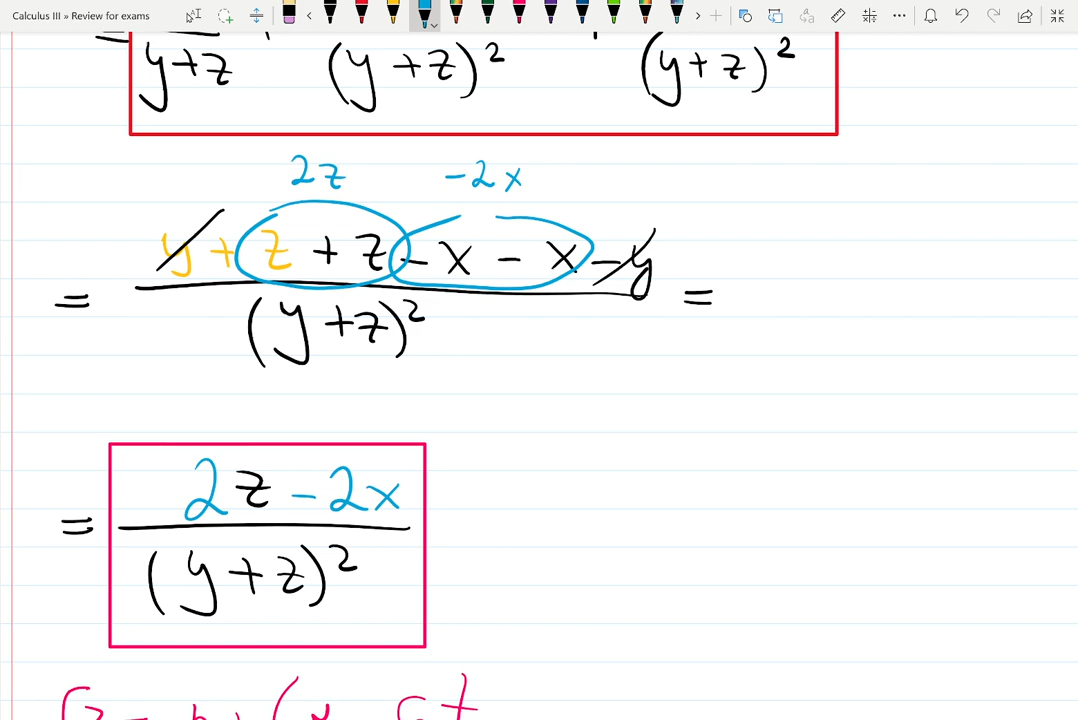 Calculus III » Review for exams
= y+z (y+z)² + (y+z)²
2z -2x
= y + z + z - x - x - y =
(y+z)²
= 2z - 2x
(y+z)²